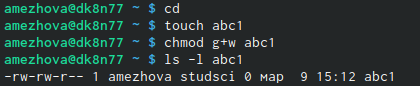 amezhova@dk8n77 ~ $ cd
amezhova@dk8n77 ~ $ touch abc1
amezhova@dk8n77 ~ $ chmod g+w abc1
amezhova@dk8n77 ~ $ ls -l abc1
-rw-rw-r-- 1 amezhova studsci 0 мар  9 15:12 abc1